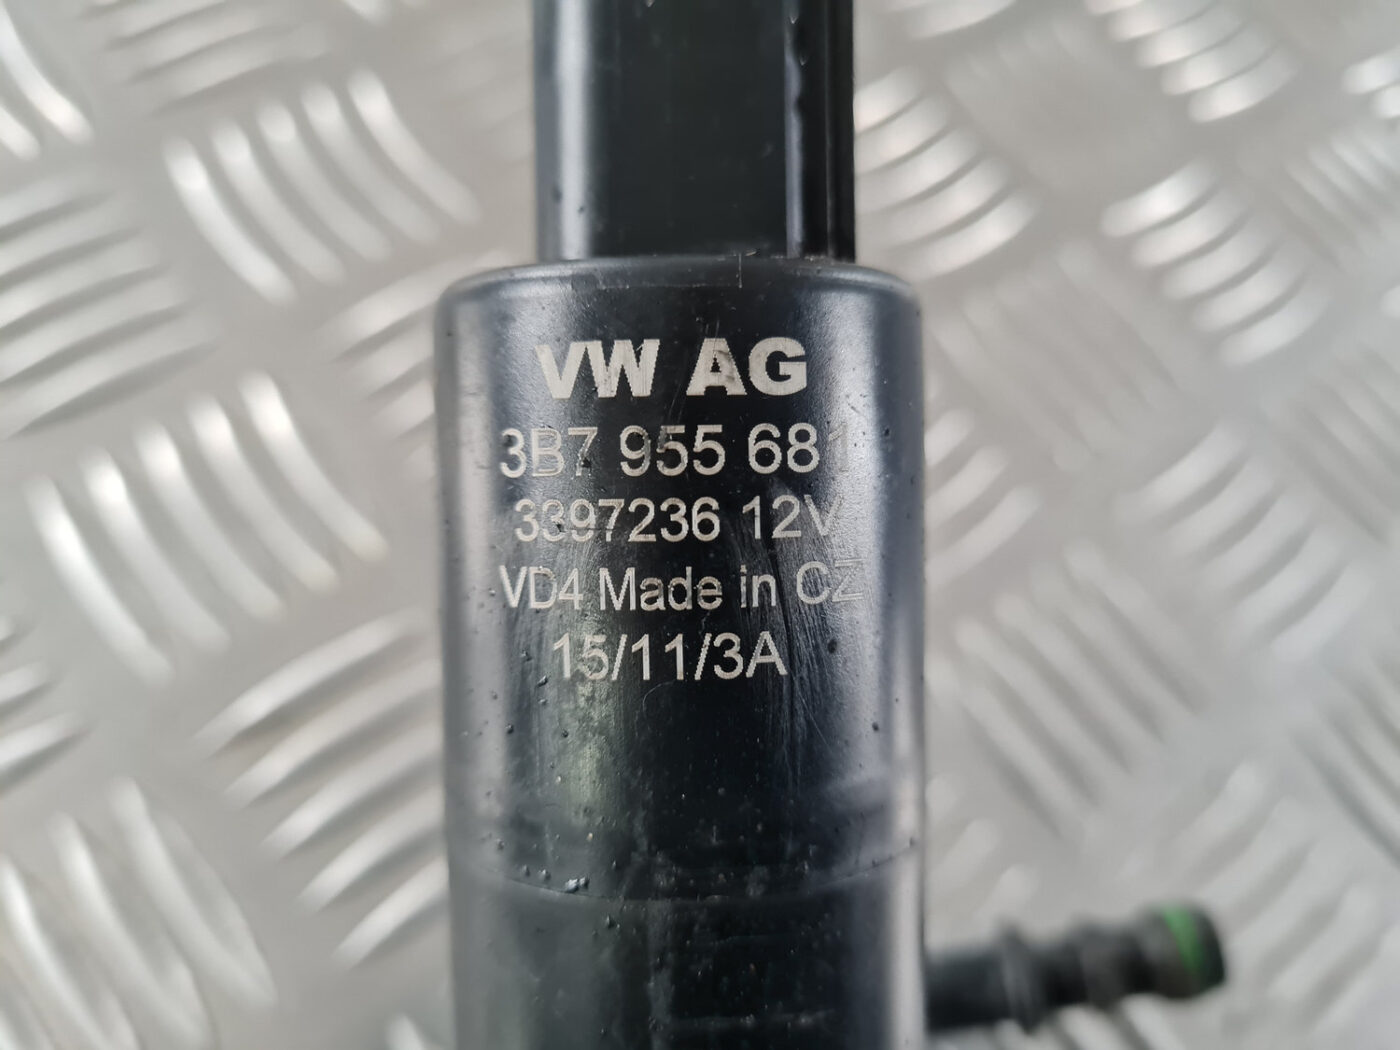 VW AG
3B7 955 681
3397236 12V
VD4 Made in CZ
15/11/3A